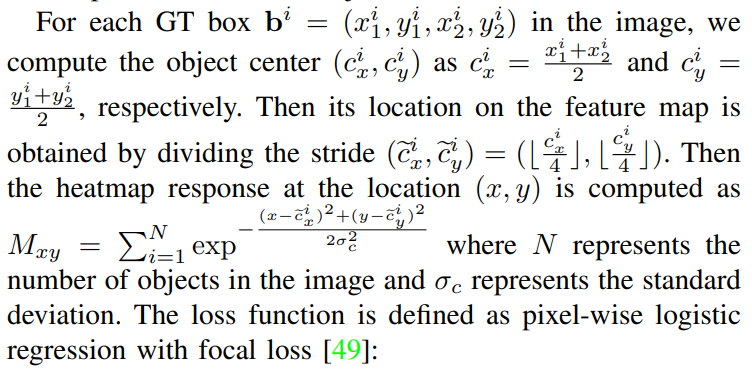 For each GT box $\mathbf{b}^i = (x_1^i, y_1^i, x_2^i, y_2^i)$ in the image, we
compute the object center $(c_x^i, c_y^i)$ as $c_x^i = \frac{x_1^i+x_2^i}{2}$ and $c_y^i =$
$\frac{y_1^i+y_2^i}{2}$, respectively. Then its location on the feature map is
obtained by dividing the stride $(\widetilde{c}_x^i, \widetilde{c}_y^i) = (\lfloor \frac{c_x^i}{4} \rfloor, \lfloor \frac{c_y^i}{4} \rfloor)$. Then
the heatmap response at the location $(x, y)$ is computed as
$M_{xy} = \sum_{i=1}^{N} \exp^{-\frac{(x-\widetilde{c}_x^i)^2+(y-\widetilde{c}_y^i)^2}{2\sigma_c^2}}$ where $N$ represents the
number of objects in the image and $\sigma_c$ represents the standard
deviation. The loss function is defined as pixel-wise logistic
regression with focal loss [49]: